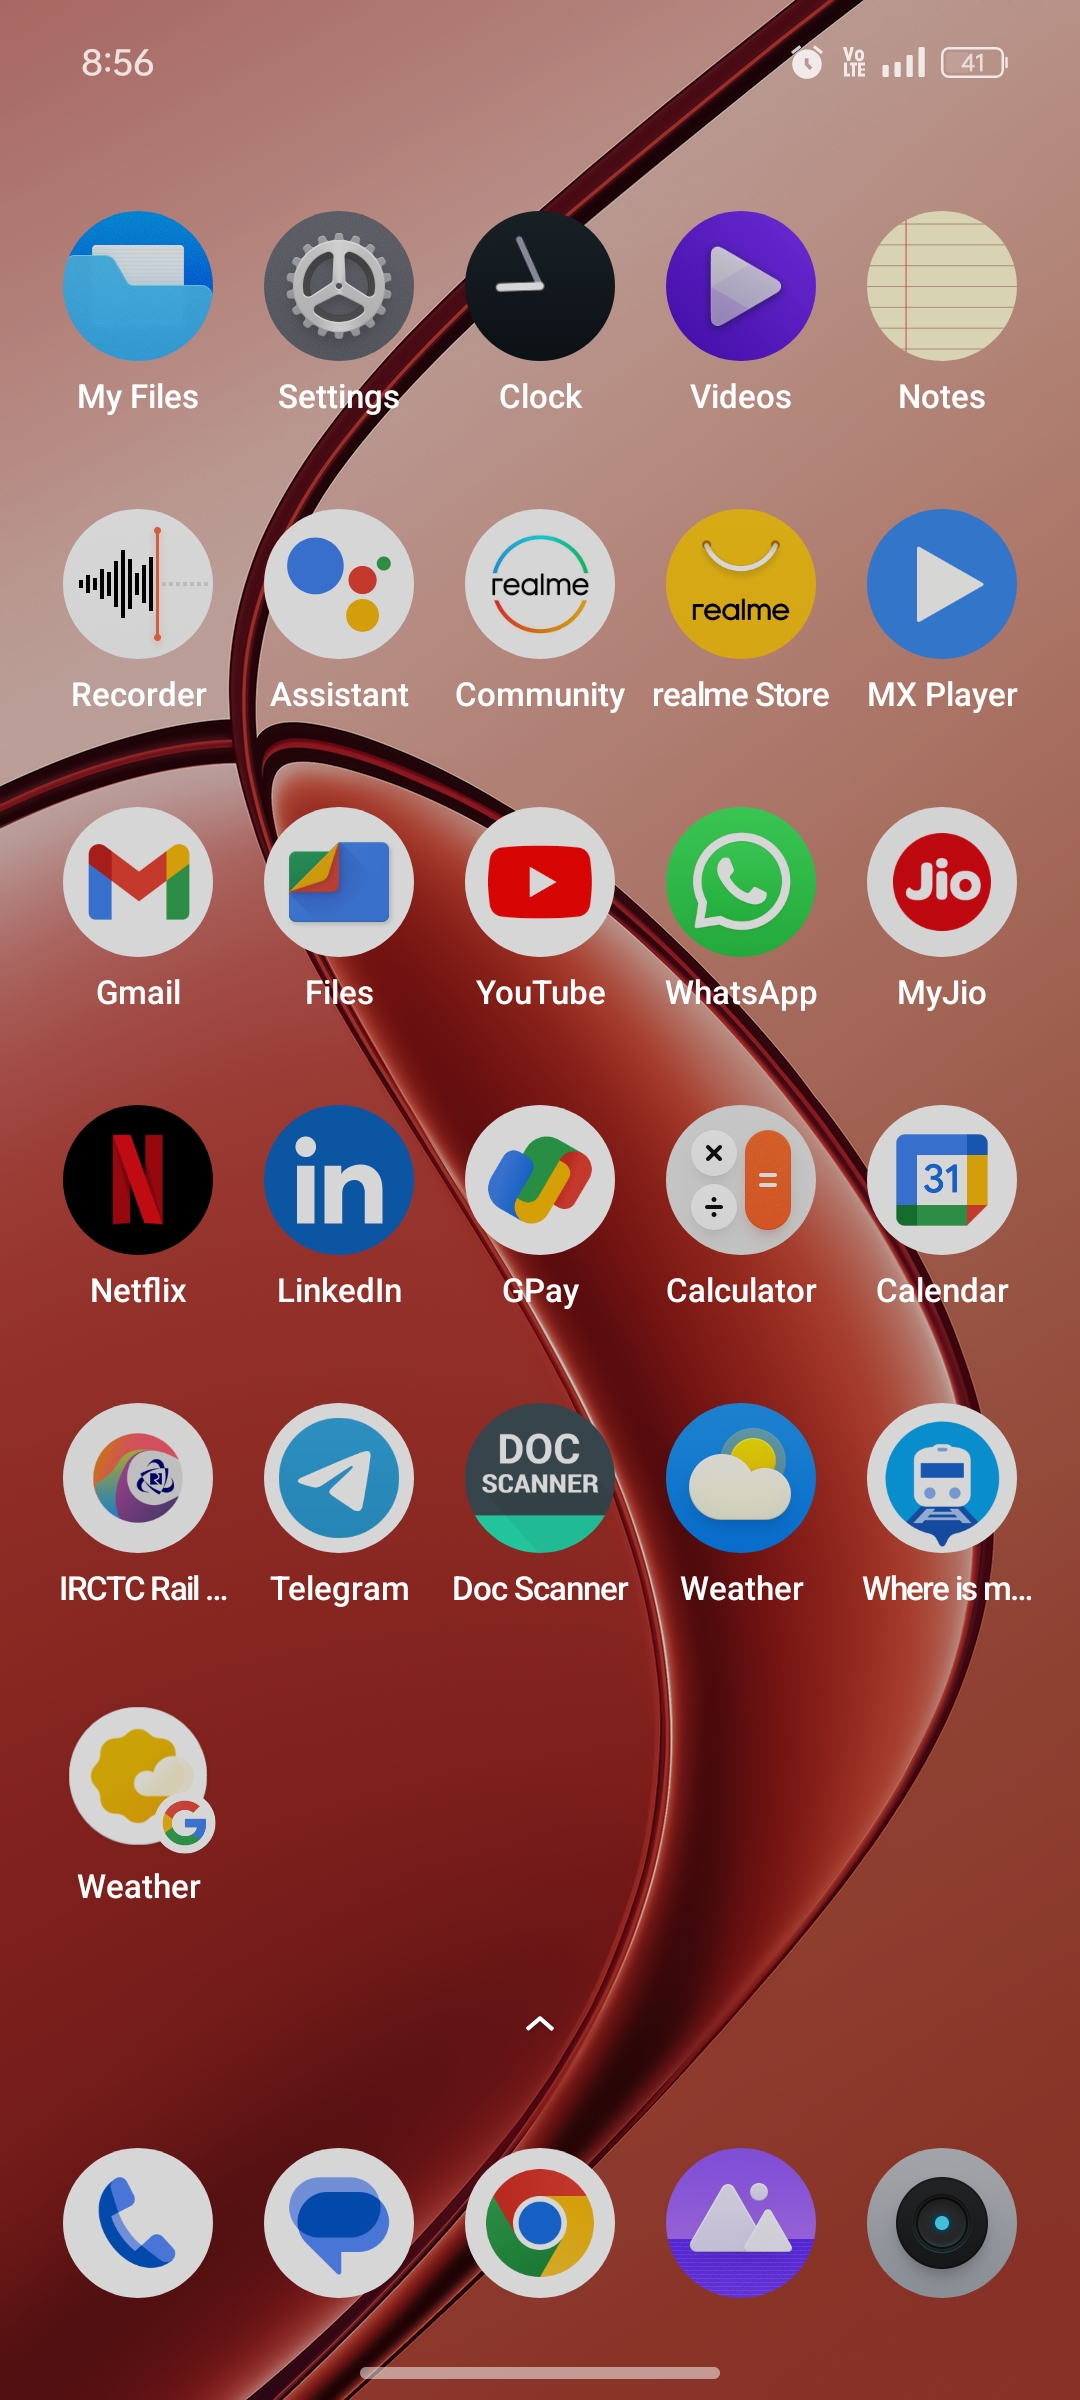 8:56
Vo
LTE
41
My Files
Settings
Clock
Videos
Notes
realme
realme
Recorder
Assistant
Community
realme Store
MX Player
Jio
Gmail
Files
YouTube
WhatsApp
MyJio
N
in
31
Netflix
LinkedIn
GPay
Calculator
Calendar
DOC
SCANNER
IRCTC Rail ...
Telegram
Doc Scanner
Weather
Where is m...
G
Weather